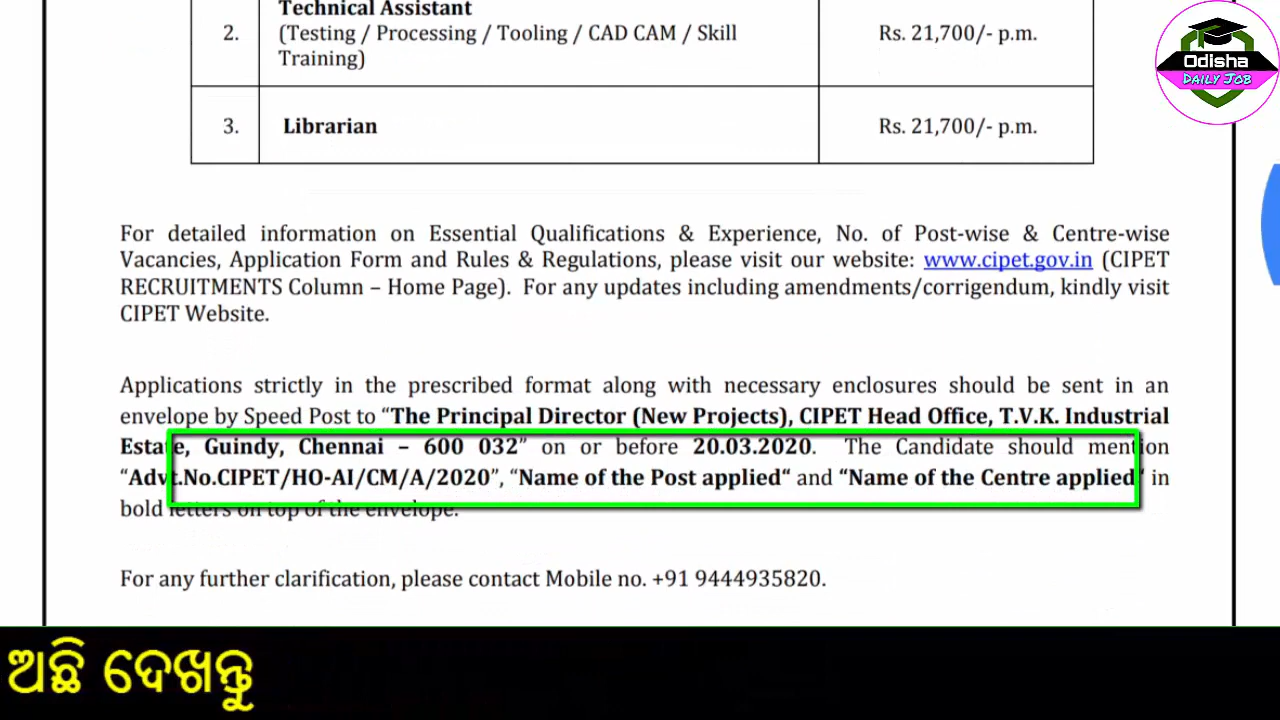 Technical Assistant
2. (Testing / Processing / Tooling / CAD CAM / Skill Rs. 21,700/- p.m.
Training)
3. Librarian Rs. 21,700/- p.m.
Odisha
DAILY JOB
For detailed information on Essential Qualifications & Experience, No. of Post-wise & Centre-wise
Vacancies, Application Form and Rules & Regulations, please visit our website: www.cipet.gov.in (CIPET
RECRUITMENTS Column – Home Page). For any updates including amendments/corrigendum, kindly visit
CIPET Website.
Applications strictly in the prescribed format along with necessary enclosures should be sent in an
envelope by Speed Post to “The Principal Director (New Projects), CIPET Head Office, T.V.K. Industrial
Estate, Guindy, Chennai – 600 032” on or before 20.03.2020. The Candidate should mention
“Advt.No.CIPET/HO-AI/CM/A/2020”, “Name of the Post applied“ and “Name of the Centre applied“ in
bold letters on top of the envelope.
For any further clarification, please contact Mobile no. +91 9444935820.
ଅଛି ଦେଖନ୍ତୁ